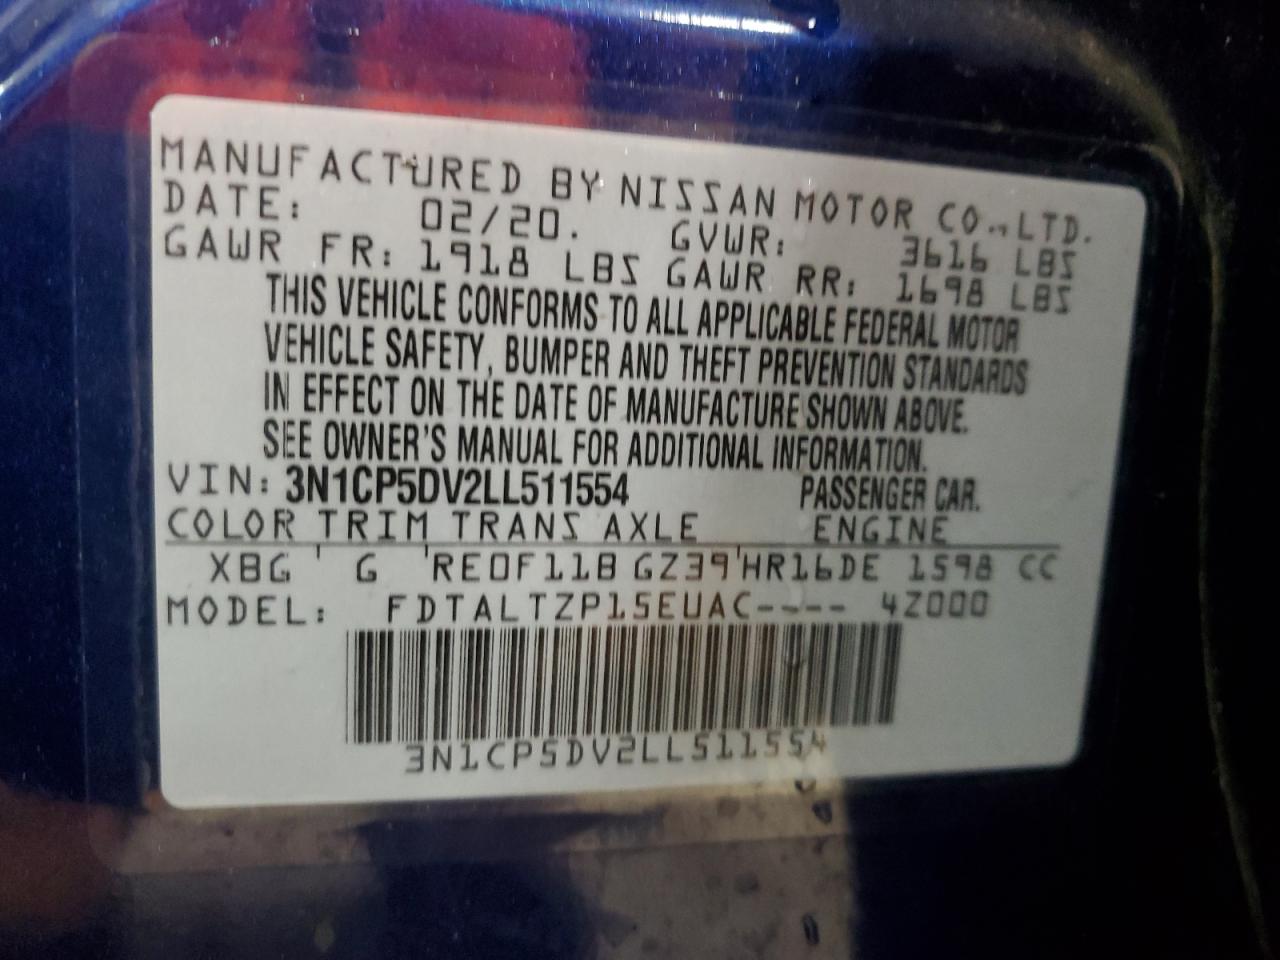 MANUFACTURED BY NISSAN MOTOR CO.,LTD.
DATE: 02/20. GVWR: 3616 LBS
GAWR FR: 1918 LBS GAWR RR: 1698 LBS
THIS VEHICLE CONFORMS TO ALL APPLICABLE FEDERAL MOTOR
VEHICLE SAFETY, BUMPER AND THEFT PREVENTION STANDARDS
IN EFFECT ON THE DATE OF MANUFACTURE SHOWN ABOVE.
SEE OWNER'S MANUAL FOR ADDITIONAL INFORMATION.
VIN: 3N1CP5DV2LL511554 PASSENGER CAR.
COLOR TRIM TRANS AXLE ENGINE
XBG ' G 'RE0F11B GZ39'HR16DE 1598 CC
MODEL: FDTALTZP15EUAC---- 4Z000
3N1CP5DV2LL511554